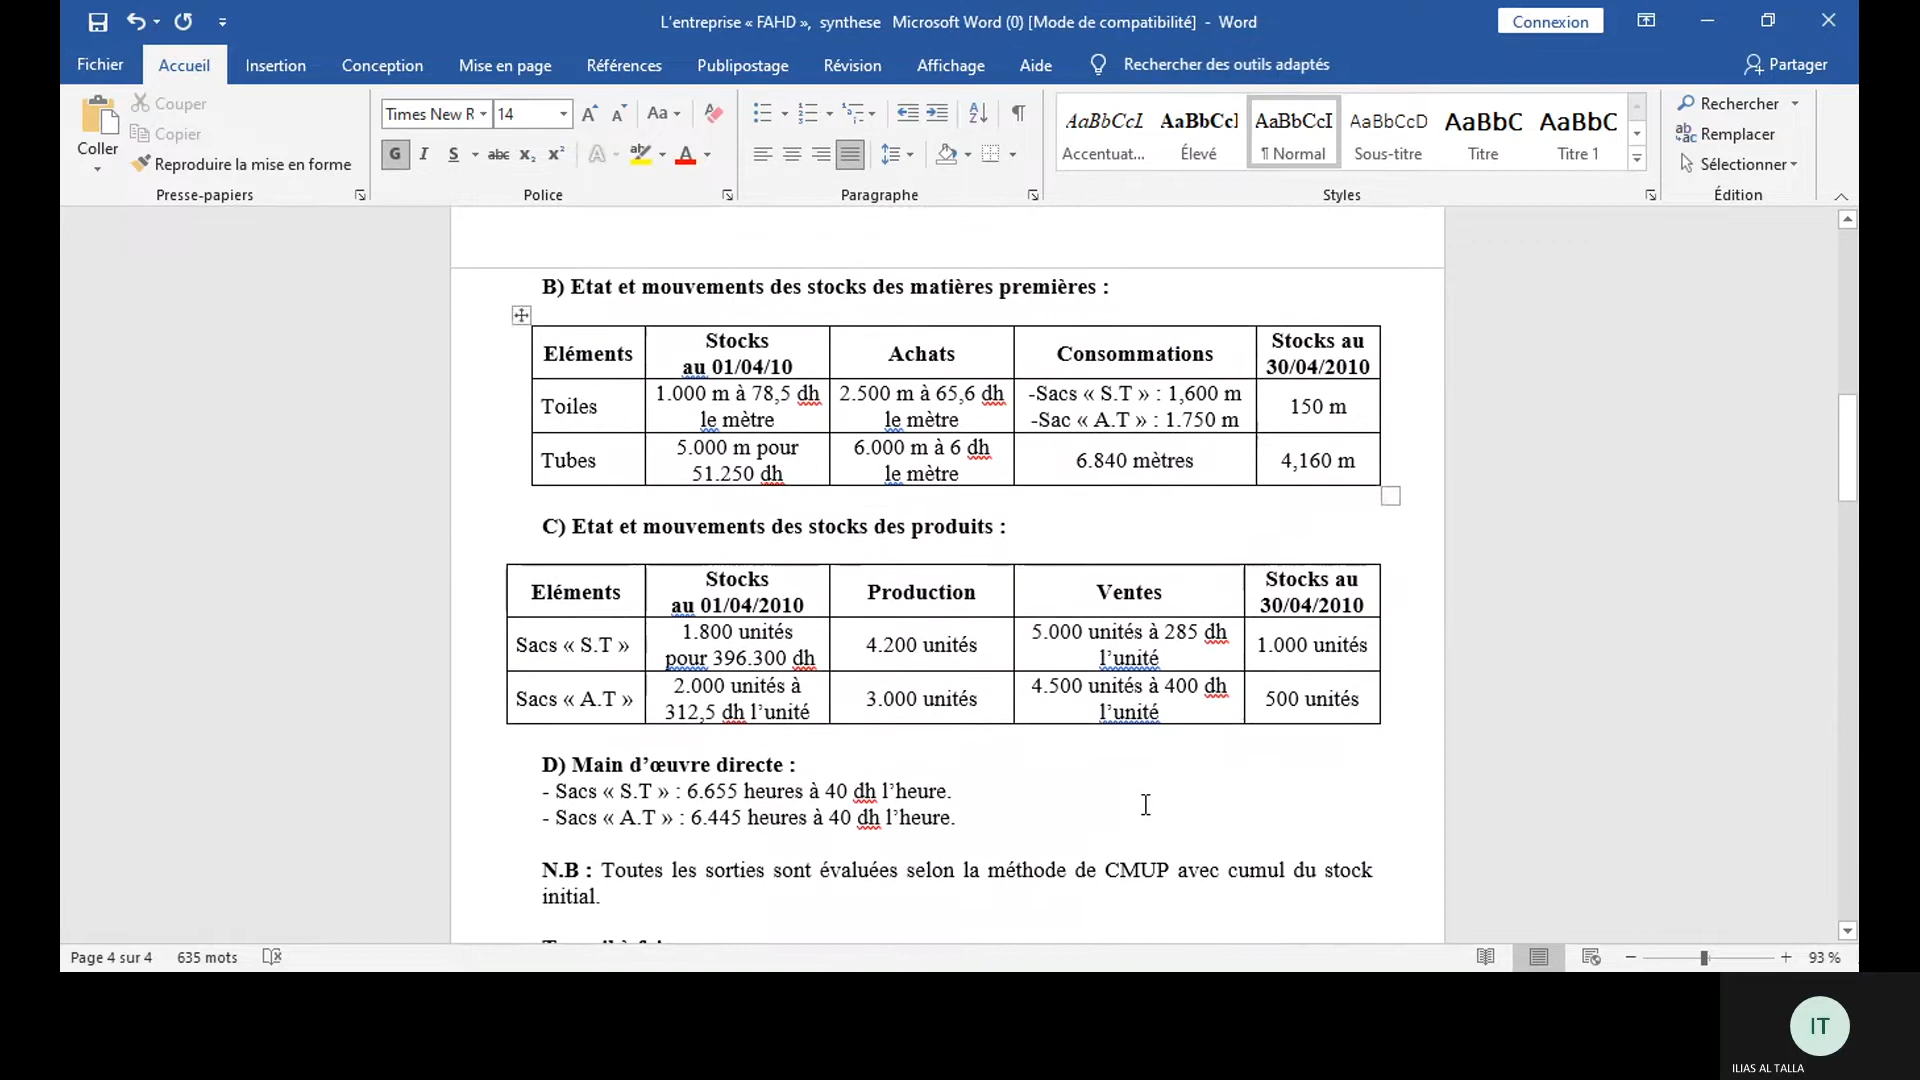 L'entreprise « FAHD », synthese Microsoft Word (0) [Mode de compatibilité] - Word
Connexion
Fichier
Accueil
Insertion
Conception
Mise en page
Références
Publipostage
Révision
Affichage
Aide
Rechercher des outils adaptés
Partager
Coller
Couper
Copier
Reproduire la mise en forme
Presse-papiers
Times New R
14
Police
Paragraphe
AaBbCcI
Accentuat...
AaBbCcI
Élevé
AaBbCcI
¶ Normal
AaBbCcD
Sous-titre
AaBbC
Titre
AaBbC
Titre 1
Styles
Rechercher
Remplacer
Sélectionner
Édition
B) Etat et mouvements des stocks des matières premières :
Eléments
Stocks
au 01/04/10
Achats
Consommations
Stocks au
30/04/2010
Toiles
1.000 m à 78,5 dh
le mètre
2.500 m à 65,6 dh
le mètre
-Sacs « S.T » : 1,600 m
-Sac « A.T » : 1.750 m
150 m
Tubes
5.000 m pour
51.250 dh
6.000 m à 6 dh
le mètre
6.840 mètres
4,160 m
C) Etat et mouvements des stocks des produits :
Eléments
Stocks
au 01/04/2010
Production
Ventes
Stocks au
30/04/2010
Sacs « S.T »
1.800 unités
pour 396.300 dh
4.200 unités
5.000 unités à 285 dh
l'unité
1.000 unités
Sacs « A.T »
2.000 unités à
312,5 dh l'unité
3.000 unités
4.500 unités à 400 dh
l'unité
500 unités
D) Main d'œuvre directe :
- Sacs « S.T » : 6.655 heures à 40 dh l'heure.
- Sacs « A.T » : 6.445 heures à 40 dh l'heure.
N.B : Toutes les sorties sont évaluées selon la méthode de CMUP avec cumul du stock
initial.
Page 4 sur 4
635 mots
93 %
IT
ILIAS AL TALLA